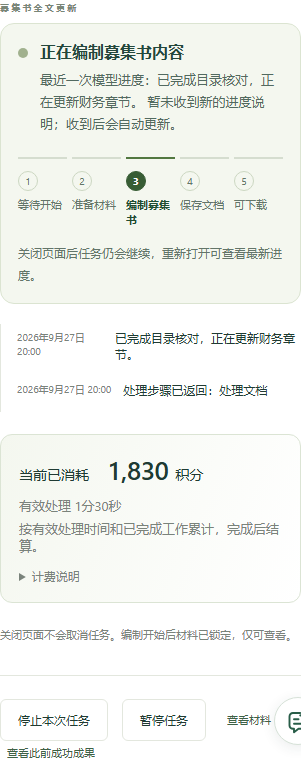 募集书全文更新
正在编制募集书内容
最近一次模型进度：已完成目录核对，正
在更新财务章节。 暂未收到新的进度说
明；收到后会自动更新。
1 2 3 4 5
等待开始 准备材料 编制募集 保存文档 可下载
书
关闭页面后任务仍会继续，重新打开可查看最新进
度。
2026年9月27日 已完成目录核对，正在更新财务章
20:00 节。
2026年9月27日 20:00 处理步骤已返回：处理文档
当前已消耗 1,830 积分
有效处理 1分30秒
按有效处理时间和已完成工作累计，完成后结
算。
▶ 计费说明
关闭页面不会取消任务。编制开始后材料已锁定，仅可查看。
停止本次任务 暂停任务 查看材料
查看此前成功成果